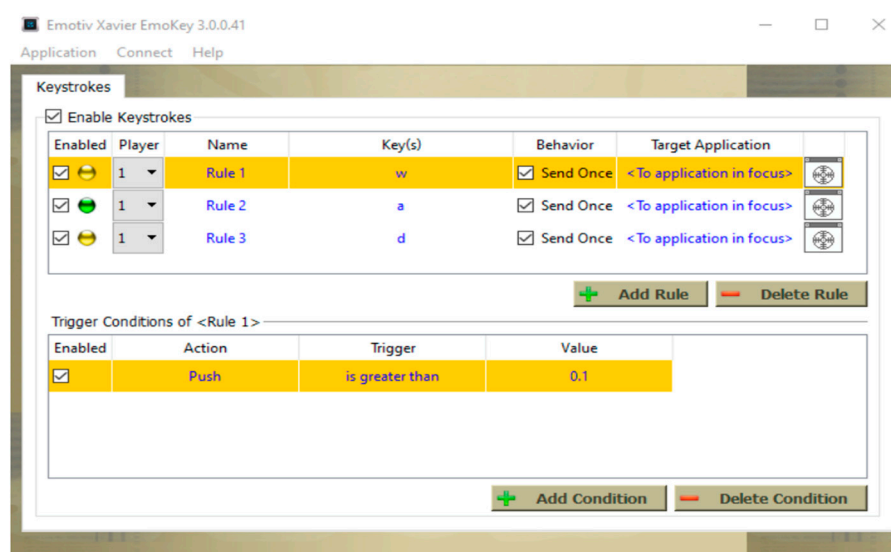 Emotiv Xavier EmoKey 3.0.0.41
Application Connect Help
Keystrokes
Enable Keystrokes
Enabled Player Name Key(s) Behavior Target Application
1 Rule 1 w Send Once <To application in focus>
1 Rule 2 a Send Once <To application in focus>
1 Rule 3 d Send Once <To application in focus>
Add Rule Delete Rule
Trigger Conditions of <Rule 1>
Enabled Action Trigger Value
Push is greater than 0.1
Add Condition Delete Condition